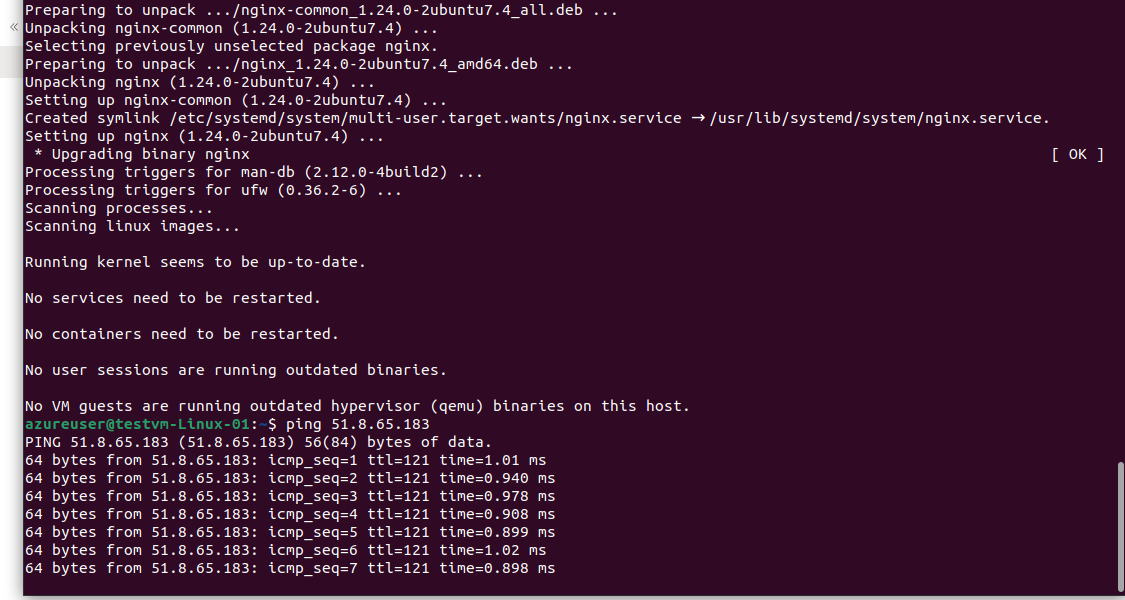 «
Preparing to unpack .../nginx-common_1.24.0-2ubuntu7.4_all.deb ...
Unpacking nginx-common (1.24.0-2ubuntu7.4) ...
Selecting previously unselected package nginx.
Preparing to unpack .../nginx_1.24.0-2ubuntu7.4_amd64.deb ...
Unpacking nginx (1.24.0-2ubuntu7.4) ...
Setting up nginx-common (1.24.0-2ubuntu7.4) ...
Created symlink /etc/systemd/system/multi-user.target.wants/nginx.service → /usr/lib/systemd/system/nginx.service.
Setting up nginx (1.24.0-2ubuntu7.4) ...
 * Upgrading binary nginx [ OK ]
Processing triggers for man-db (2.12.0-4build2) ...
Processing triggers for ufw (0.36.2-6) ...
Scanning processes...
Scanning linux images...
Running kernel seems to be up-to-date.
No services need to be restarted.
No containers need to be restarted.
No user sessions are running outdated binaries.
No VM guests are running outdated hypervisor (qemu) binaries on this host.
azureuser@testvm-Linux-01:~$ ping 51.8.65.183
PING 51.8.65.183 (51.8.65.183) 56(84) bytes of data.
64 bytes from 51.8.65.183: icmp_seq=1 ttl=121 time=1.01 ms
64 bytes from 51.8.65.183: icmp_seq=2 ttl=121 time=0.940 ms
64 bytes from 51.8.65.183: icmp_seq=3 ttl=121 time=0.978 ms
64 bytes from 51.8.65.183: icmp_seq=4 ttl=121 time=0.908 ms
64 bytes from 51.8.65.183: icmp_seq=5 ttl=121 time=0.899 ms
64 bytes from 51.8.65.183: icmp_seq=6 ttl=121 time=1.02 ms
64 bytes from 51.8.65.183: icmp_seq=7 ttl=121 time=0.898 ms